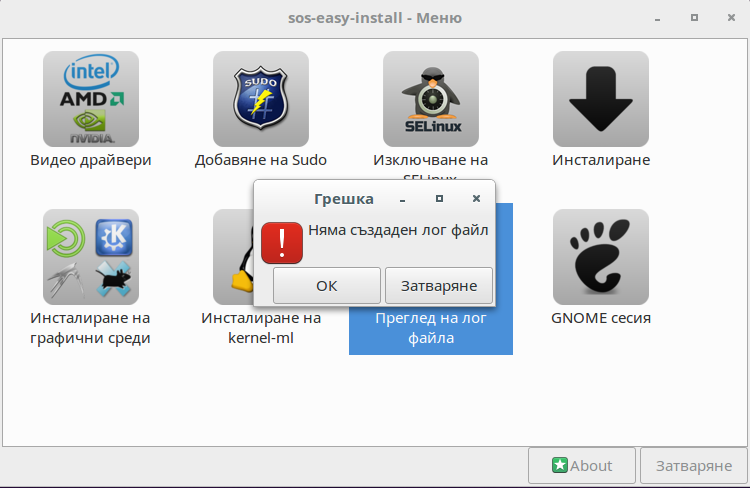 sos-easy-install - Меню
intel
AMD
nVIDIA.
SUDO
SELinux
Видео драйвери
Добавяне на Sudo
Изключване на
SELinux
Инсталиране
Грешка
Няма създаден лог файл
ОК
Затваряне
Инсталиране на
графични среди
Инсталиране на
kernel-ml
Преглед на лог
файла
GNOME сесия
About
Затваряне